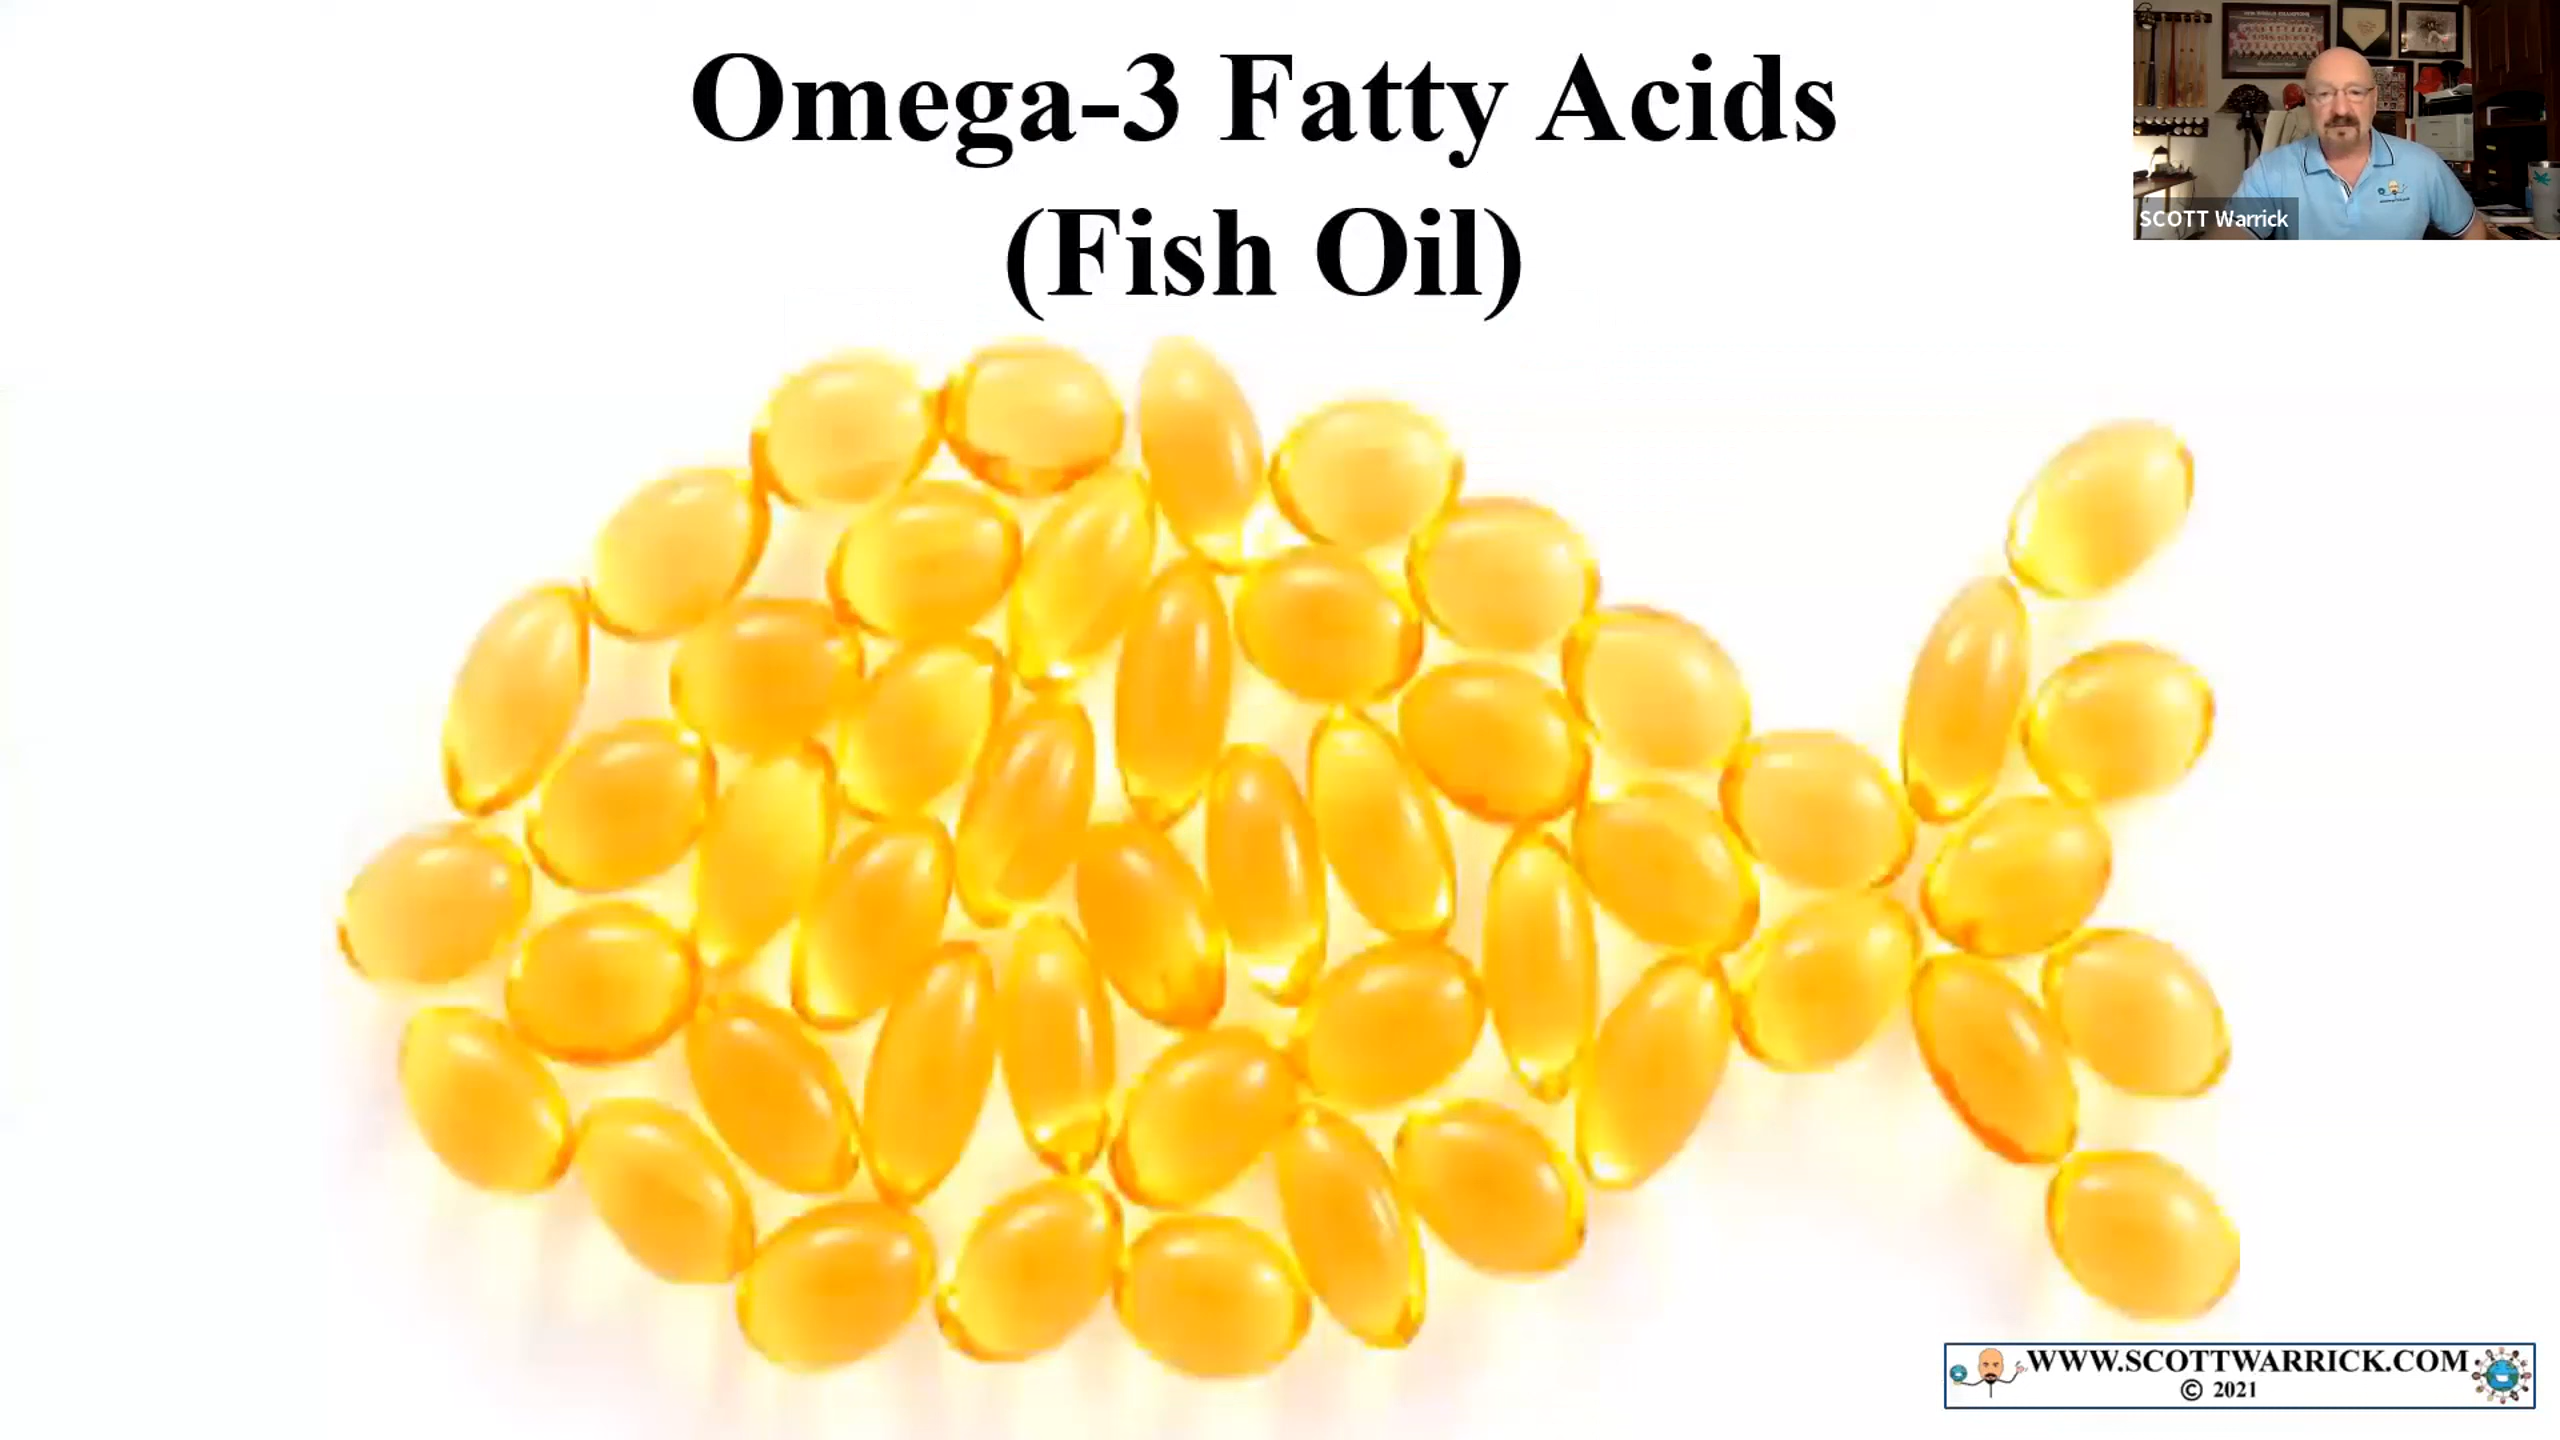 Omega-3 Fatty Acids
(Fish Oil)
SCOTT Warrick
WWW.SCOTTWARRICK.COM
© 2021